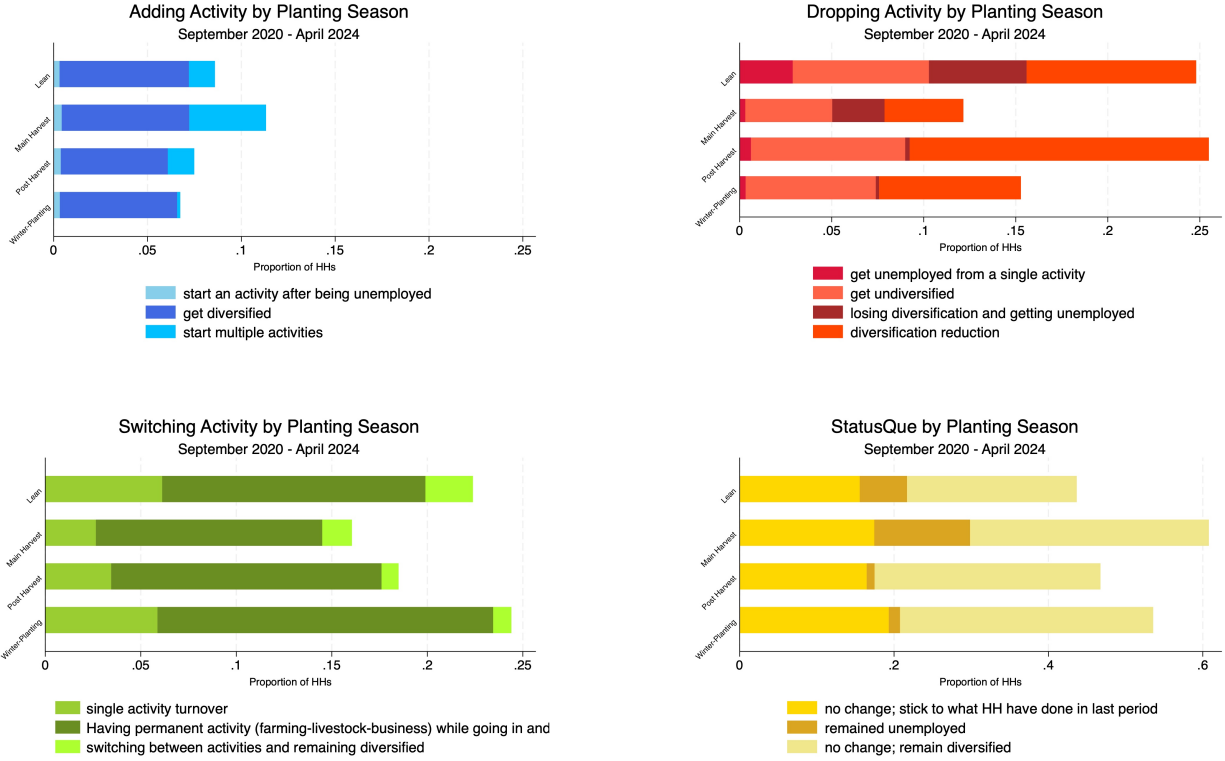 Adding Activity by Planting Season
September 2020 - April 2024
Lean
Main Harvest
Post Harvest
Winter-Planting
0 .05 .1 .15 .2 .25
Proportion of HHs
start an activity after being unemployed
get diversified
start multiple activities
Dropping Activity by Planting Season
September 2020 - April 2024
Lean
Main Harvest
Post Harvest
Winter-Planting
0 .05 .1 .15 .2 .25
Proportion of HHs
get unemployed from a single activity
get undiversified
losing diversification and getting unemployed
diversification reduction
Switching Activity by Planting Season
September 2020 - April 2024
Lean
Main Harvest
Post Harvest
Winter-Planting
0 .05 .1 .15 .2 .25
Proportion of HHs
single activity turnover
Having permanent activity (farming-livestock-business) while going in and
switching between activities and remaining diversified
StatusQue by Planting Season
September 2020 - April 2024
Lean
Main Harvest
Post Harvest
Winter-Planting
0 .2 .4 .6
Proportion of HHs
no change; stick to what HH have done in last period
remained unemployed
no change; remain diversified